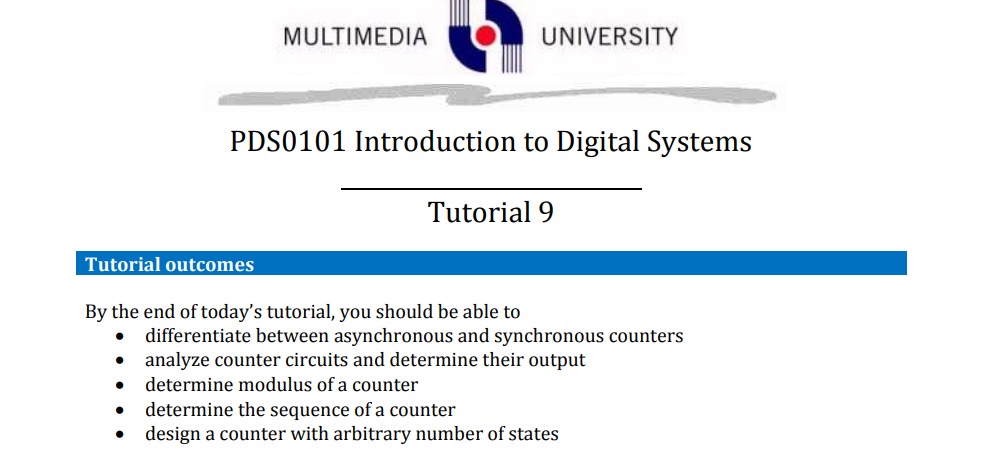 MULTIMEDIA UNIVERSITY
PDS0101 Introduction to Digital Systems
Tutorial 9
Tutorial outcomes
By the end of today’s tutorial, you should be able to
• differentiate between asynchronous and synchronous counters
• analyze counter circuits and determine their output
• determine modulus of a counter
• determine the sequence of a counter
• design a counter with arbitrary number of states